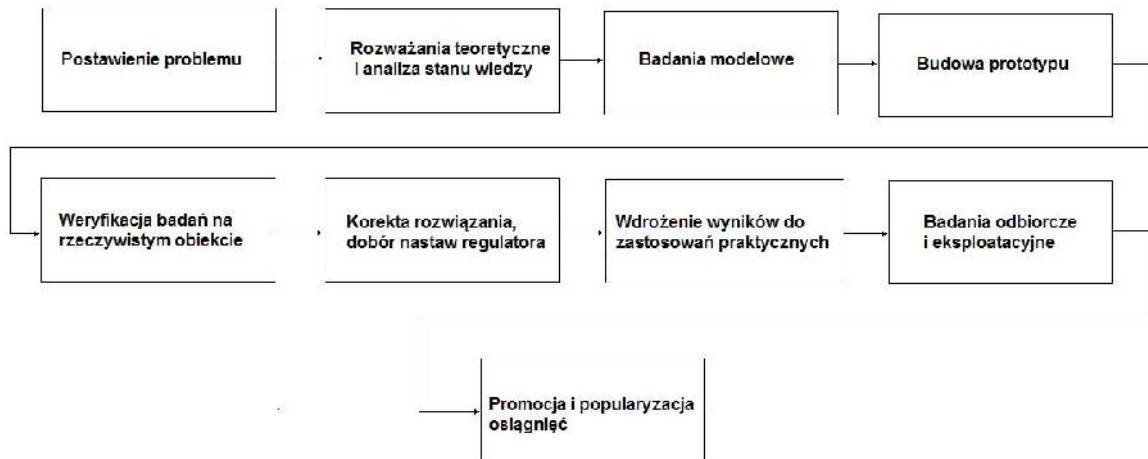 Postawienie problemu
Rozważania teoretyczne
i analiza stanu wiedzy
Badania modelowe
Budowa prototypu
Weryfikacja badań na
rzeczywistym obiekcie
Korekta rozwiązania,
dobór nastaw regulatora
Wdrożenie wyników do
zastosowań praktycznych
Badania odbiorcze
i eksploatacyjne
Promocja i popularyzacja
osiągnięć